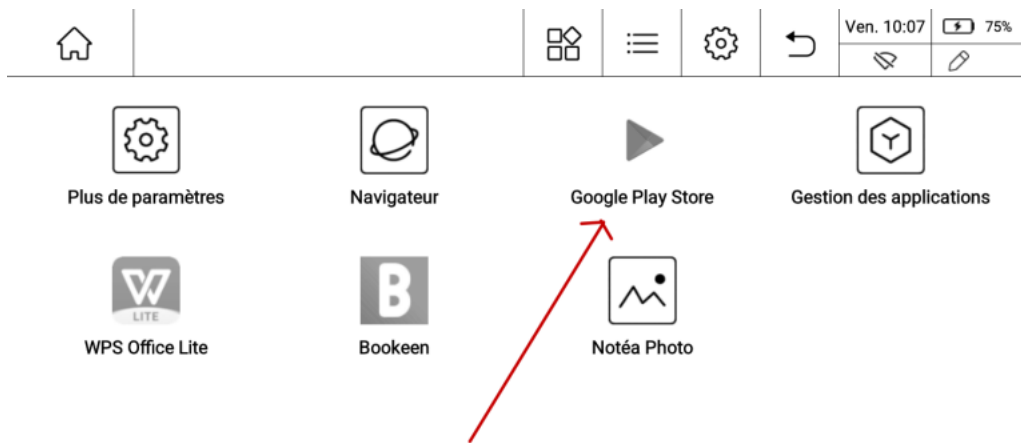 Ven. 10:07
75%
Plus de paramètres
Navigateur
Google Play Store
Gestion des applications
W
LITE
B
WPS Office Lite
Bookeen
Notéa Photo